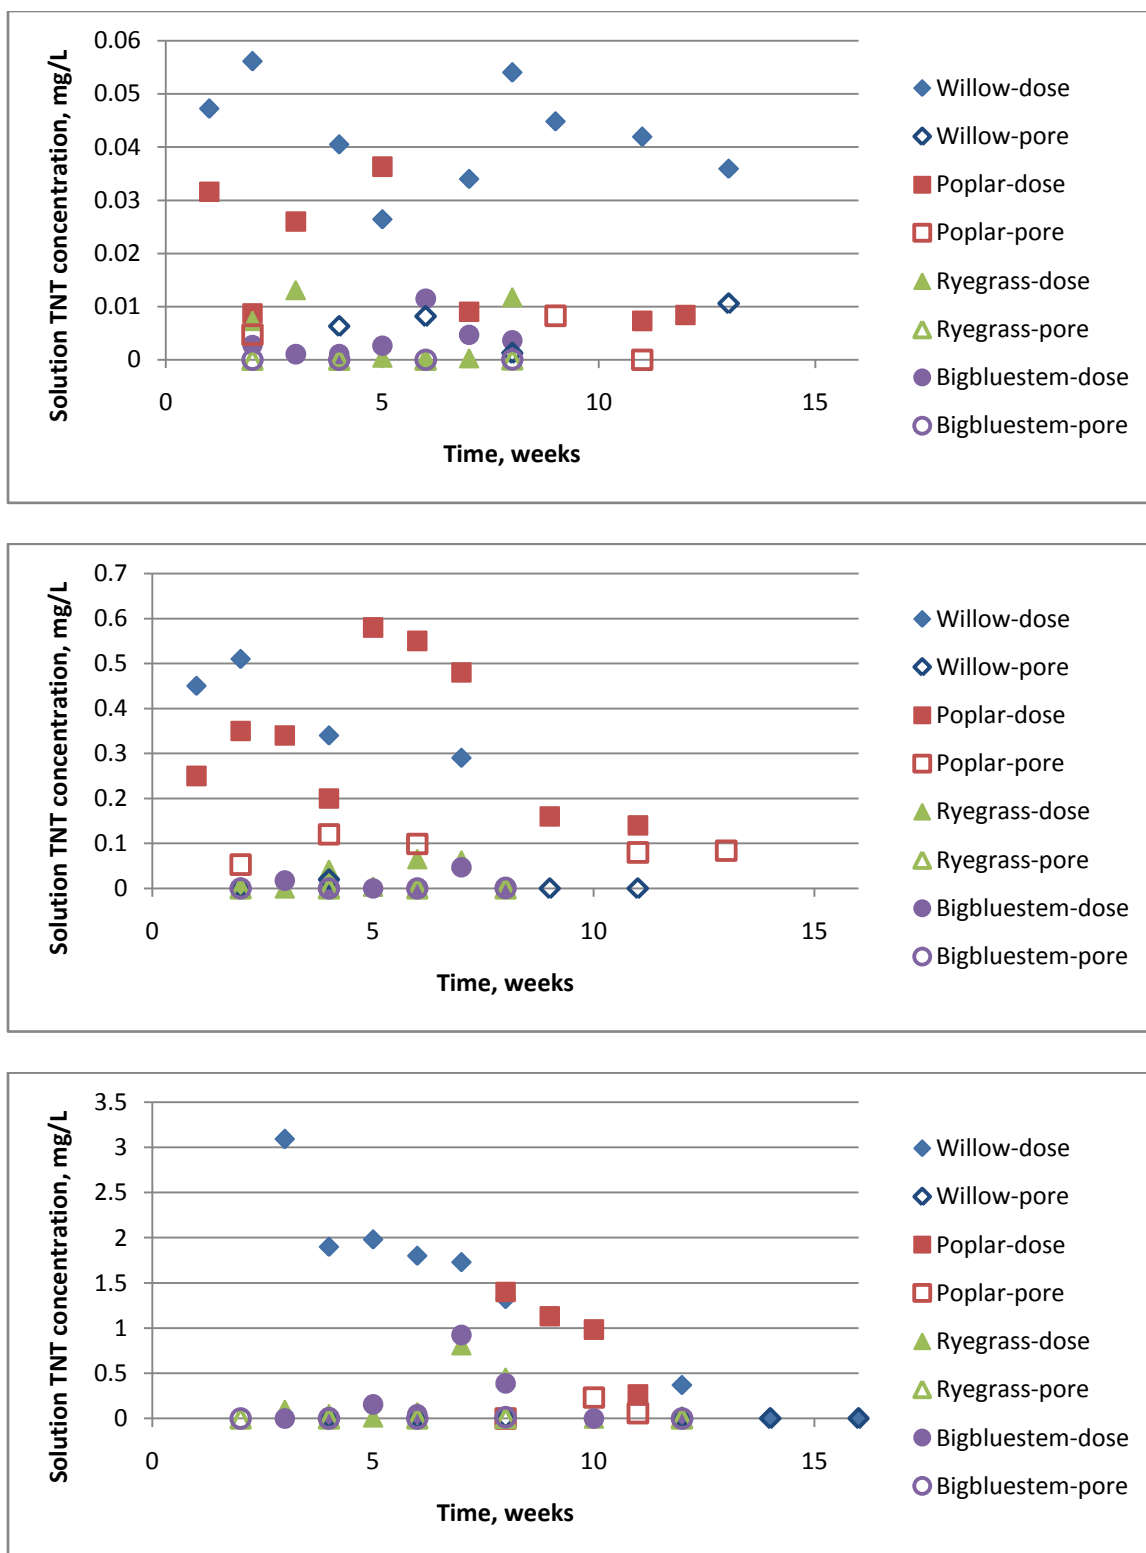 Solution TNT concentration, mg/L
0.06
0.05
0.04
0.03
0.02
0.01
0
0 5 10 15
Time, weeks
Willow-dose
Willow-pore
Poplar-dose
Poplar-pore
Ryegrass-dose
Ryegrass-pore
Bigbluestem-dose
Bigbluestem-pore
Solution TNT concentration, mg/L
0.7
0.6
0.5
0.4
0.3
0.2
0.1
0
0 5 10 15
Time, weeks
Willow-dose
Willow-pore
Poplar-dose
Poplar-pore
Ryegrass-dose
Ryegrass-pore
Bigbluestem-dose
Bigbluestem-pore
Solution TNT concentration, mg/L
3.5
3
2.5
2
1.5
1
0.5
0
0 5 10 15
Time, weeks
Willow-dose
Willow-pore
Poplar-dose
Poplar-pore
Ryegrass-dose
Ryegrass-pore
Bigbluestem-dose
Bigbluestem-pore